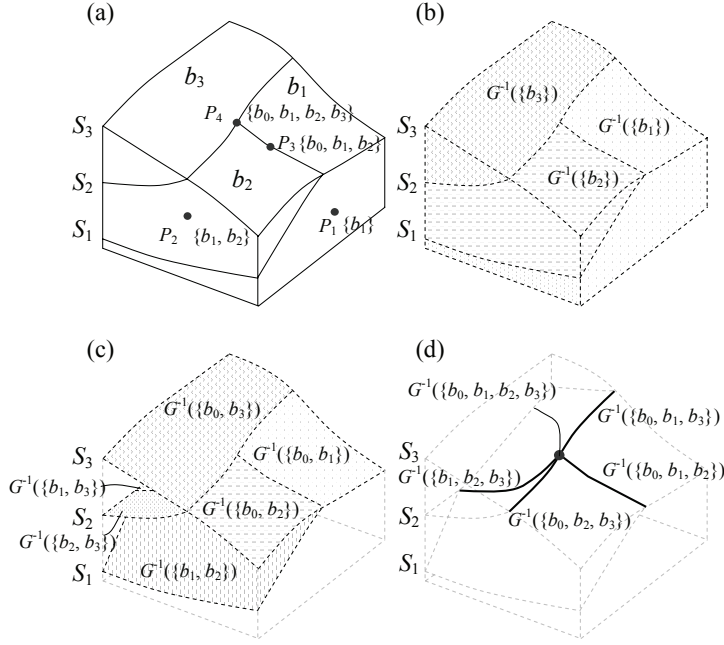 (a)
b₃
b₁
P₄ {b₀, b₁, b₂, b₃}
P₃ {b₀, b₁, b₂}
S₃
S₂
b₂
S₁
P₂ {b₁, b₂}
P₁ {b₁}
(b)
G⁻¹({b₃})
G⁻¹({b₁})
S₃
G⁻¹({b₂})
S₂
S₁
(c)
G⁻¹({b₀, b₃})
S₃
G⁻¹({b₀, b₁})
G⁻¹({b₁, b₃})
G⁻¹({b₀, b₂})
S₂
G⁻¹({b₂, b₃})
S₁
G⁻¹({b₁, b₂})
(d)
G⁻¹({b₀, b₁, b₂, b₃})
G⁻¹({b₀, b₁, b₃})
S₃
G⁻¹({b₁, b₂, b₃})
G⁻¹({b₀, b₁, b₂})
S₂
G⁻¹({b₀, b₂, b₃})
S₁